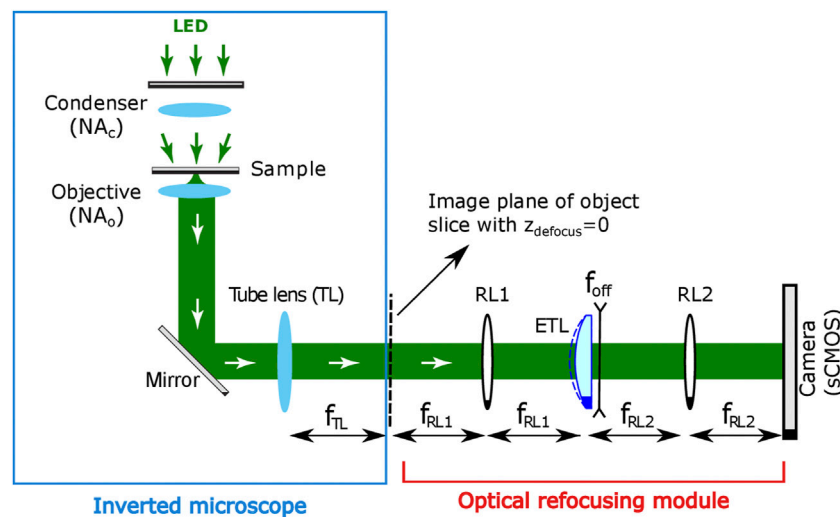 LED
Condenser
(NAc)
Sample
Objective
(NAo)
Image plane of object
slice with zdefocus=0
Tube lens (TL)
RL1
foff
RL2
ETL
Mirror
Camera
(sCMOS)
fTL
fRL1
fRL1
fRL2
fRL2
Inverted microscope
Optical refocusing module